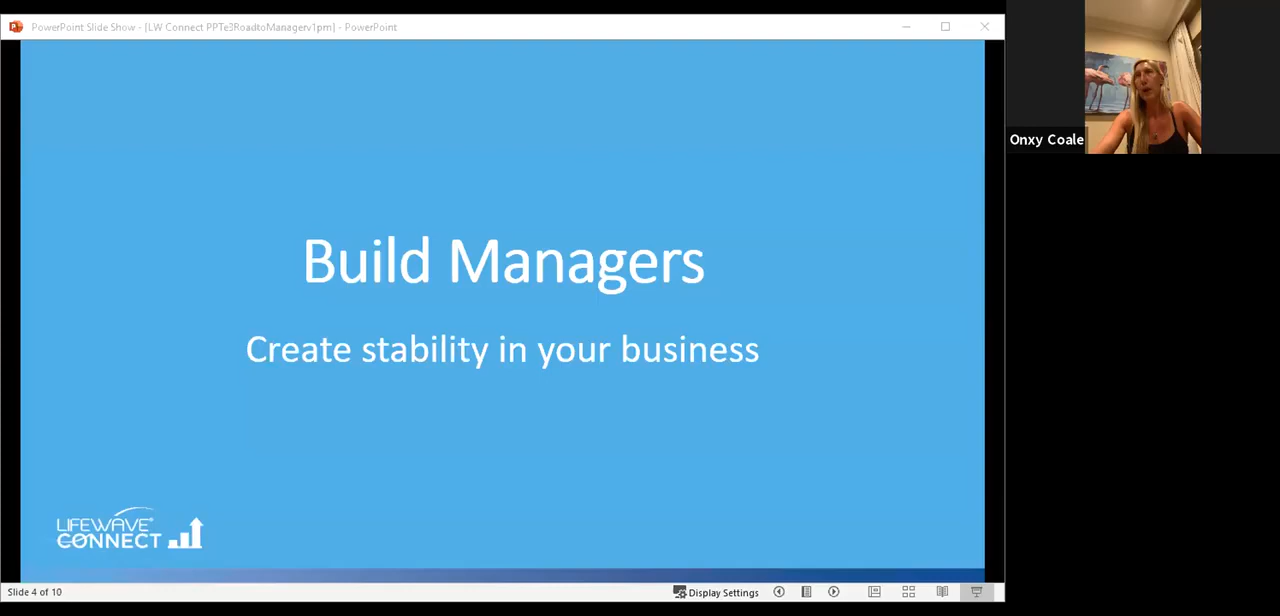 PowerPoint Slide Show - [LW Connect PPTe3RoadtoManagerv1pm] - PowerPoint
Onxy Coale
Build Managers
Create stability in your business
LIFEWAVE
CONNECT
Slide 4 of 10
Display Settings